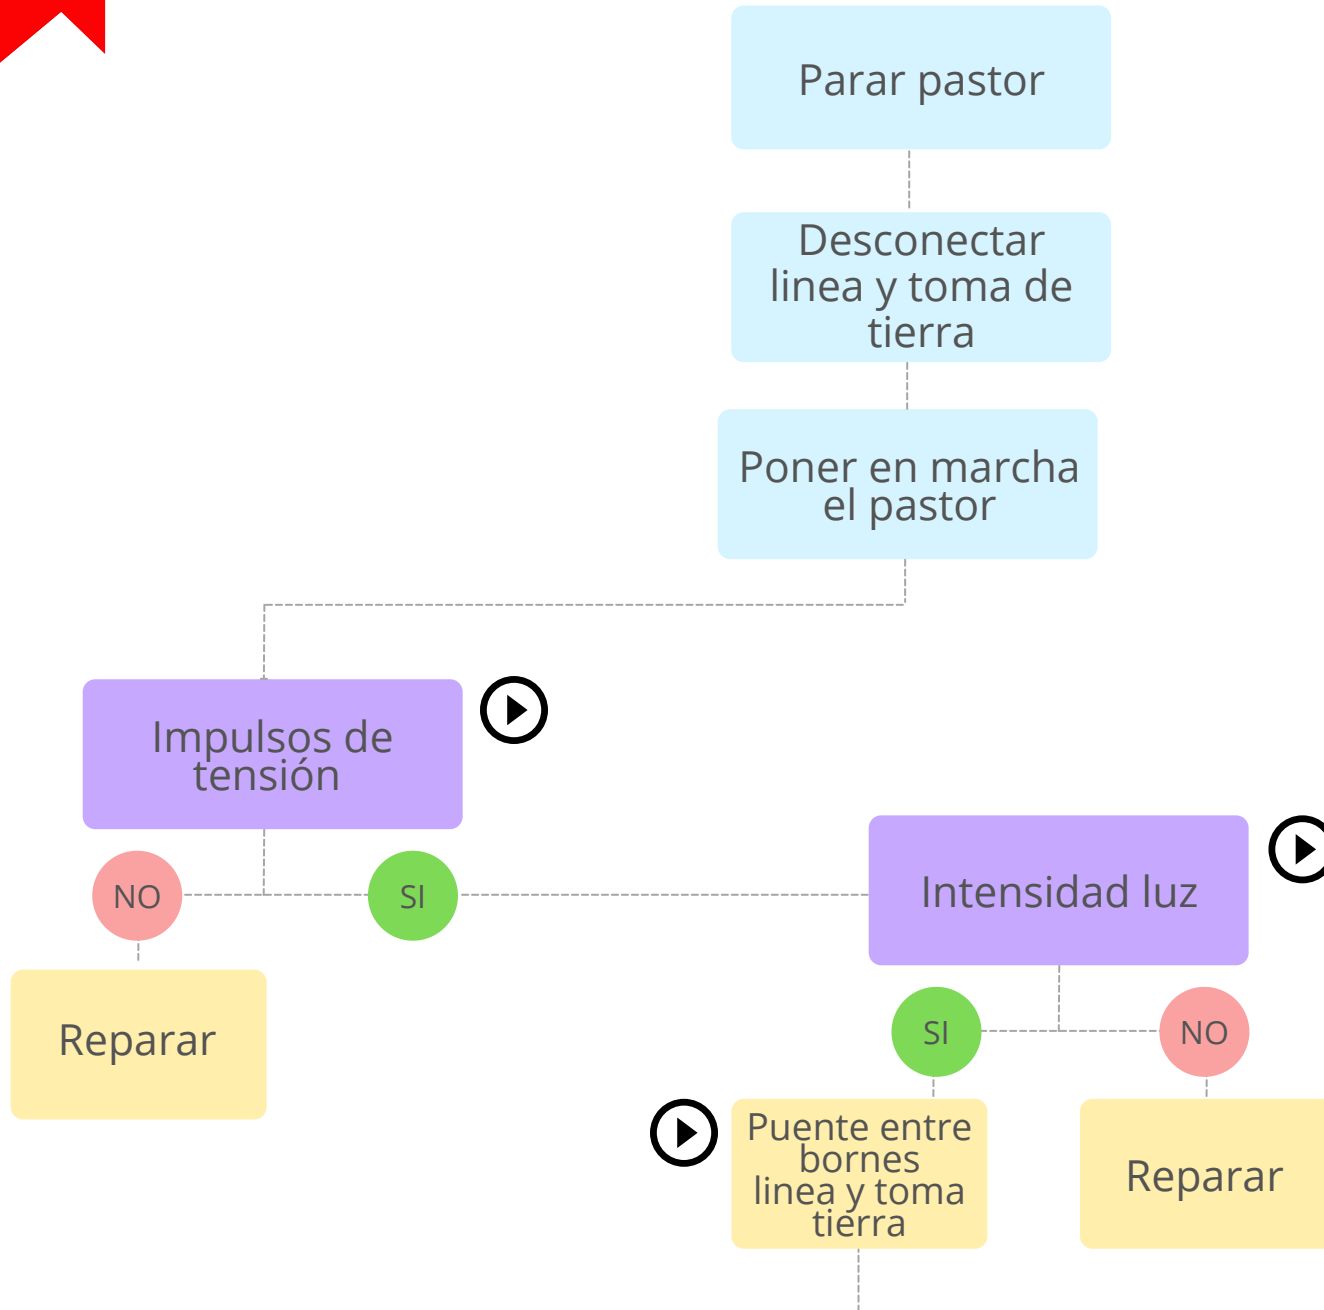 Parar pastor
Desconectar
linea y toma de
tierra
Poner en marcha
el pastor
Impulsos de
tensión
NO
SI
Intensidad luz
Reparar
SI
NO
Puente entre
bornes
linea y toma
tierra
Reparar